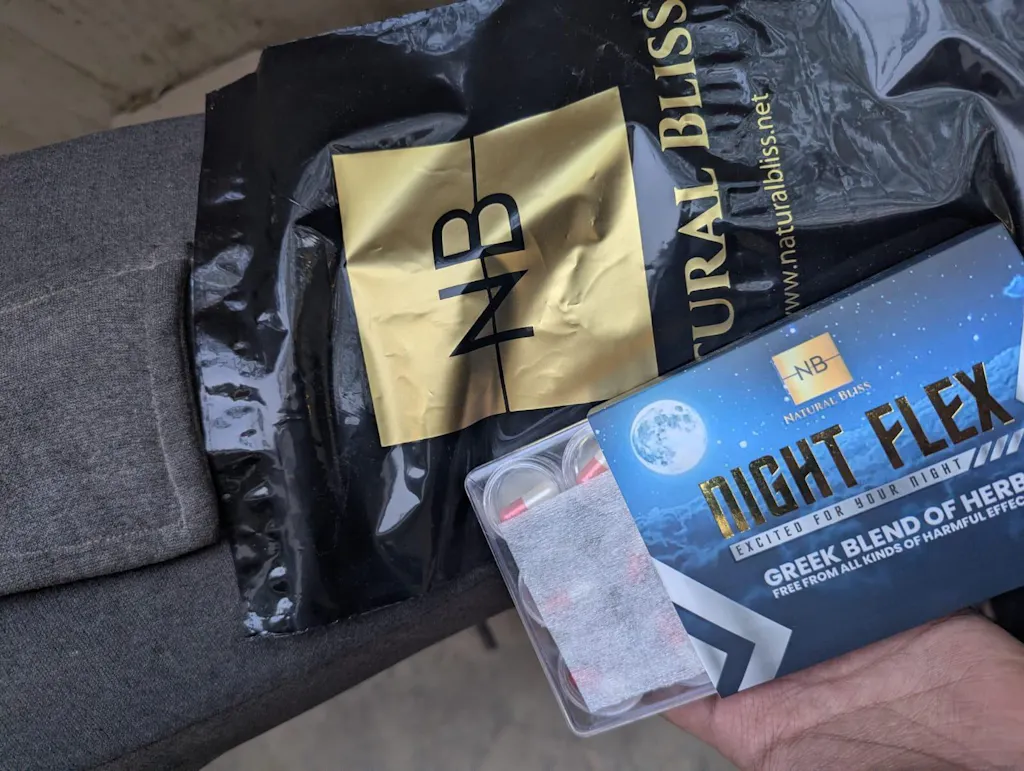 NB
TURAL BLISS
www.naturalbliss.net
NB
NATURAL BLISS
NIGHT FLEX
EXCITED FOR YOUR NIGHT
GREEK BLEND OF HERB
FREE FROM ALL KINDS OF HARMFUL EFFEC